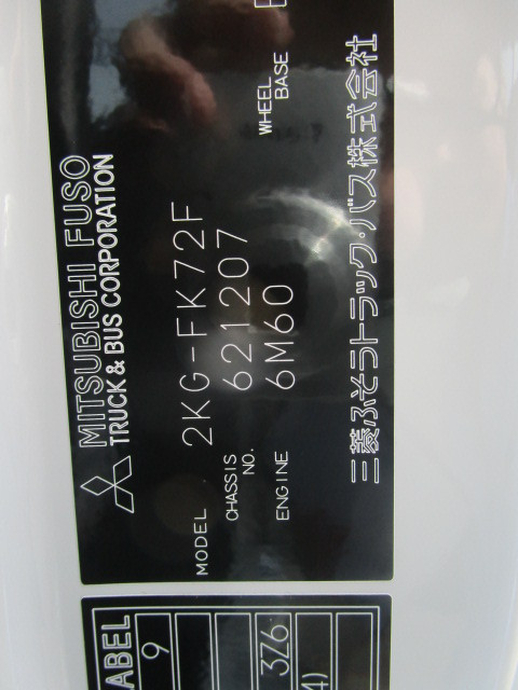 MITSUBISHI FUSO
TRUCK & BUS CORPORATION
MODEL 2KG-FK72F
CHASSIS NO. 621207
ENGINE 6M60
WHEEL BASE
三菱ふそうトラック・バス株式会社
ABEL
9
3Z6
4)